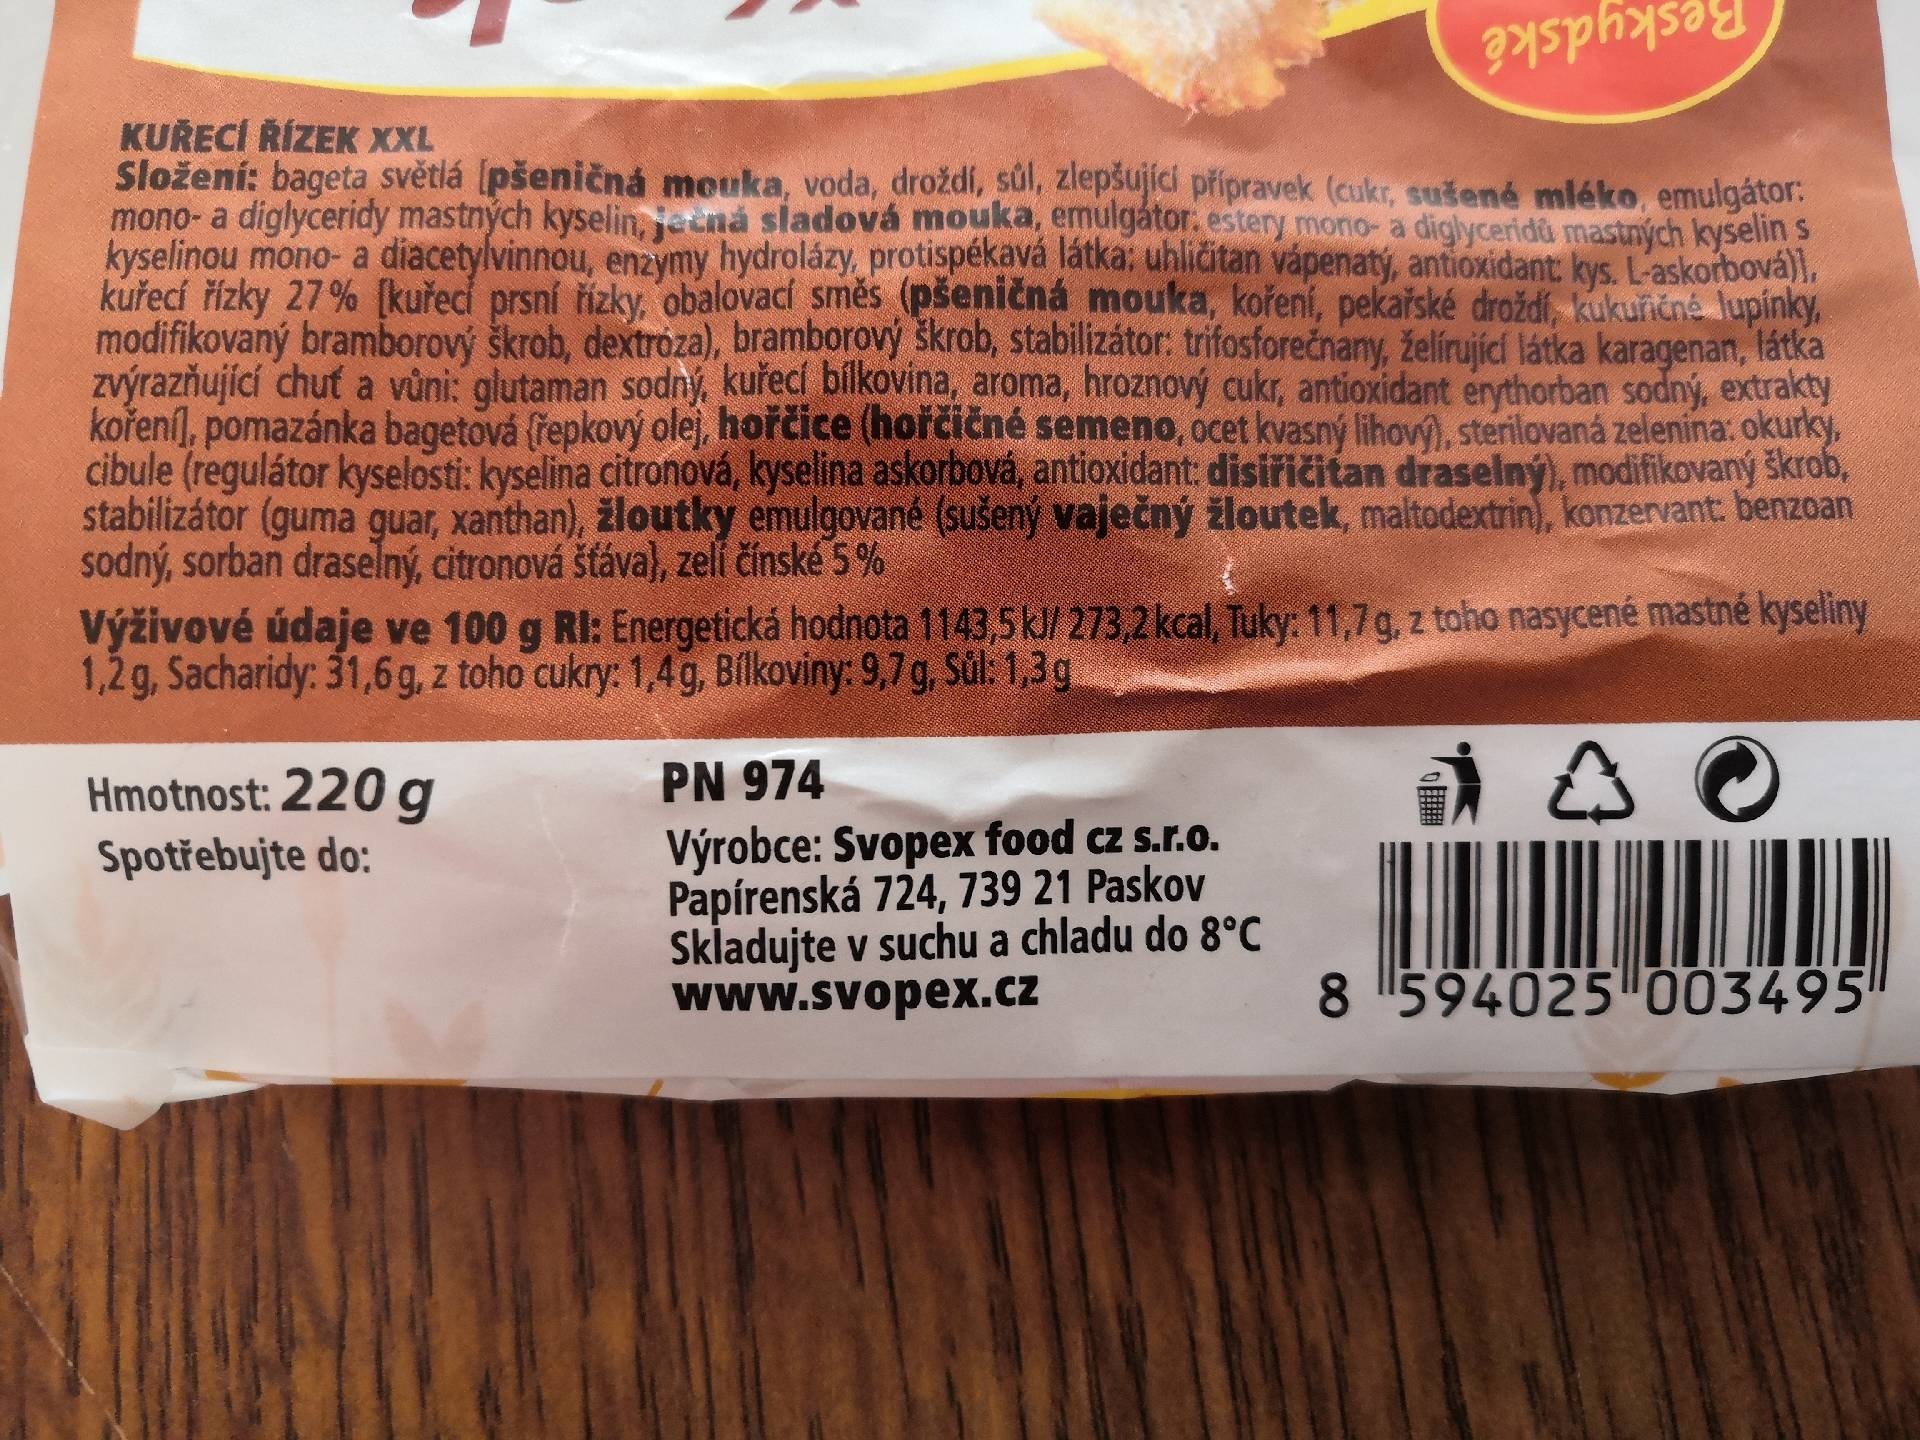 Beskydské
KUŘECÍ ŘÍZEK XXL
Složení: bageta světlá [pšeničná mouka, voda, droždí, sůl, zlepšující přípravek (cukr, sušené mléko, emulgátor:
mono- a diglyceridy mastných kyselin, ječná sladová mouka, emulgátor: estery mono- a diglyceridů mastných kyselin s
kyselinou mono- a diacetylvinnou, enzymy hydrolázy, protispékavá látka: uhličitan vápenatý, antioxidant: kys. L-askorbová)],
kuřecí řízky 27% [kuřecí prsní řízky, obalovací směs (pšeničná mouka, koření, pekařské droždí, kukuřičné lupínky,
modifikovaný bramborový škrob, dextróza), bramborový škrob, stabilizátor: trifosforečnany, želírující látka karagenan, látka
zvýrazňující chuť a vůni: glutaman sodný, kuřecí bílkovina, aroma, hroznový cukr, antioxidant erythorban sodný, extrakty
koření], pomazánka bagetová {řepkový olej, hořčice (hořčičné semeno, ocet kvasný lihový), sterilovaná zelenina: okurky,
cibule (regulátor kyselosti: kyselina citronová, kyselina askorbová, antioxidant: disiřičitan draselný), modifikovaný škrob,
stabilizátor (guma guar, xanthan), žloutky emulgované (sušený vaječný žloutek, maltodextrin), konzervant: benzoan
sodný, sorban draselný, citronová šťáva}, zelí čínské 5%
Výživové údaje ve 100 g RI: Energetická hodnota 1143,5 kJ/ 273,2 kcal, Tuky: 11,7 g, z toho nasycené mastné kyseliny
1,2 g, Sacharidy: 31,6 g, z toho cukry: 1,4 g, Bílkoviny: 9,7 g, Sůl: 1,3 g
Hmotnost: 220 g
Spotřebujte do:
PN 974
Výrobce: Svopex food cz s.r.o.
Papírenská 724, 739 21 Paskov
Skladujte v suchu a chladu do 8°C
www.svopex.cz
8 594025 003495